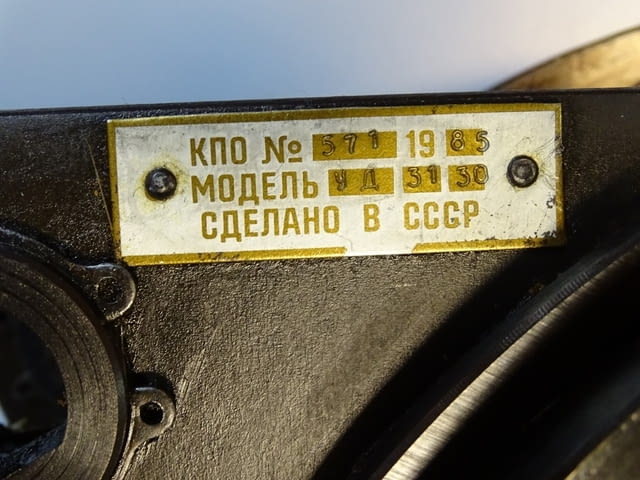 КПО № 571 1985
МОДЕЛЬ УД 3130
СДЕЛАНО В СССР